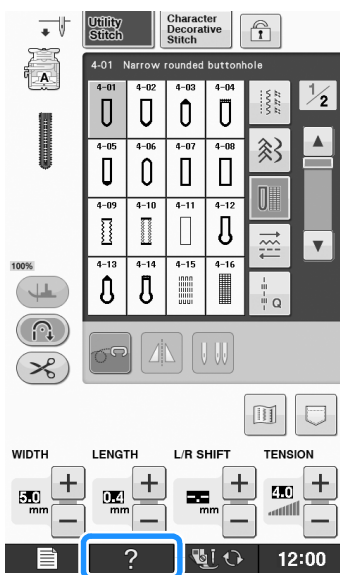 Utility
Stitch
Character
Decorative
Stitch
A
4-01 Narrow rounded buttonhole
4-01 4-02 4-03 4-04
1/2
4-05 4-06 4-07 4-08
4-09 4-10 4-11 4-12
4-13 4-14 4-15 4-16
Q
100%
WIDTH LENGTH L/R SHIFT TENSION
5.0 mm + - 0.4 mm + - -.- mm + - 4.0 + -
? 12:00